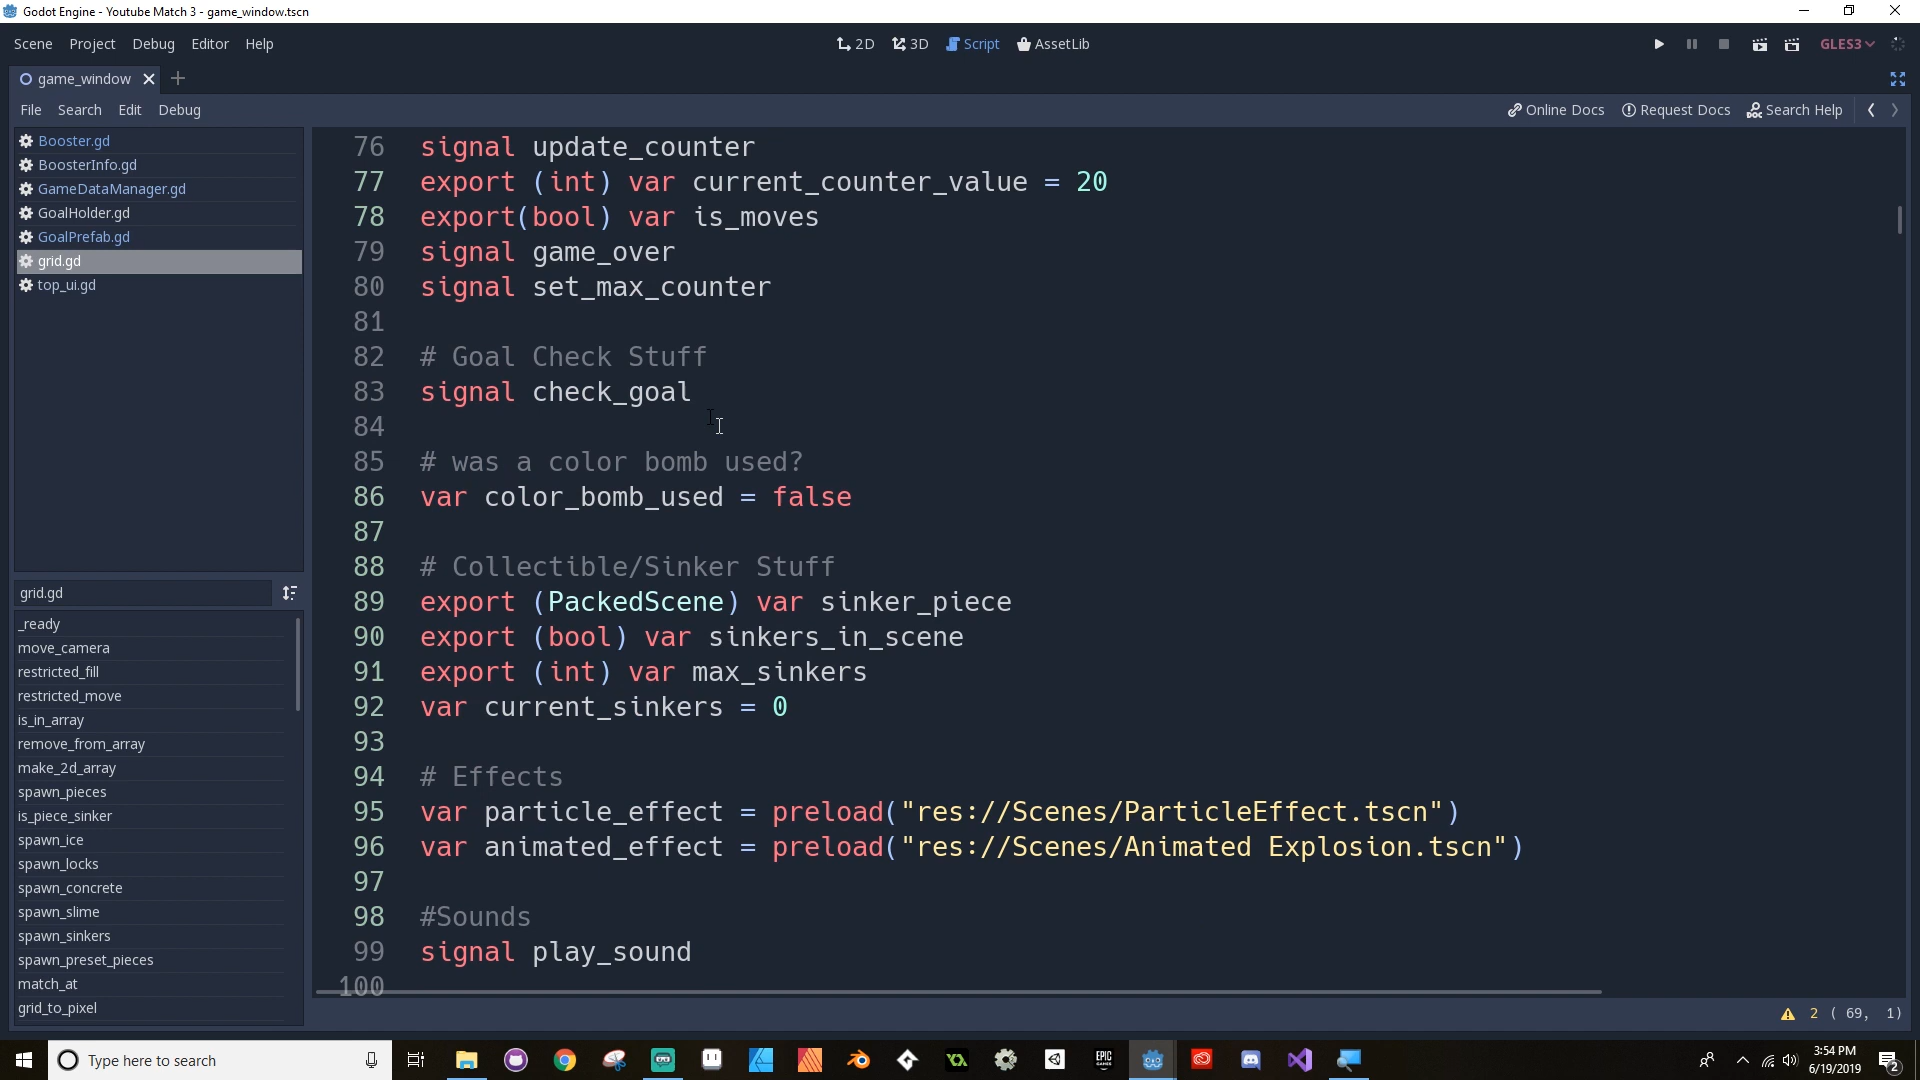 Godot Engine - Youtube Match 3 - game_window.tscn
Scene Project Debug Editor Help
2D 3D Script AssetLib
GLES3
game_window
File Search Edit Debug
Online Docs Request Docs Search Help
Booster.gd
BoosterInfo.gd
GameDataManager.gd
GoalHolder.gd
GoalPrefab.gd
grid.gd
top_ui.gd
grid.gd
_ready
move_camera
restricted_fill
restricted_move
is_in_array
remove_from_array
make_2d_array
spawn_pieces
is_piece_sinker
spawn_ice
spawn_locks
spawn_concrete
spawn_slime
spawn_sinkers
spawn_preset_pieces
match_at
grid_to_pixel
76 signal update_counter
77 export (int) var current_counter_value = 20
78 export(bool) var is_moves
79 signal game_over
80 signal set_max_counter
81
82 # Goal Check Stuff
83 signal check_goal
84
85 # was a color bomb used?
86 var color_bomb_used = false
87
88 # Collectible/Sinker Stuff
89 export (PackedScene) var sinker_piece
90 export (bool) var sinkers_in_scene
91 export (int) var max_sinkers
92 var current_sinkers = 0
93
94 # Effects
95 var particle_effect = preload("res://Scenes/ParticleEffect.tscn")
96 var animated_effect = preload("res://Scenes/Animated Explosion.tscn")
97
98 #Sounds
99 signal play_sound
100
2 ( 69, 1)
Type here to search
EPIC GAMES
3:54 PM
6/19/2019
2